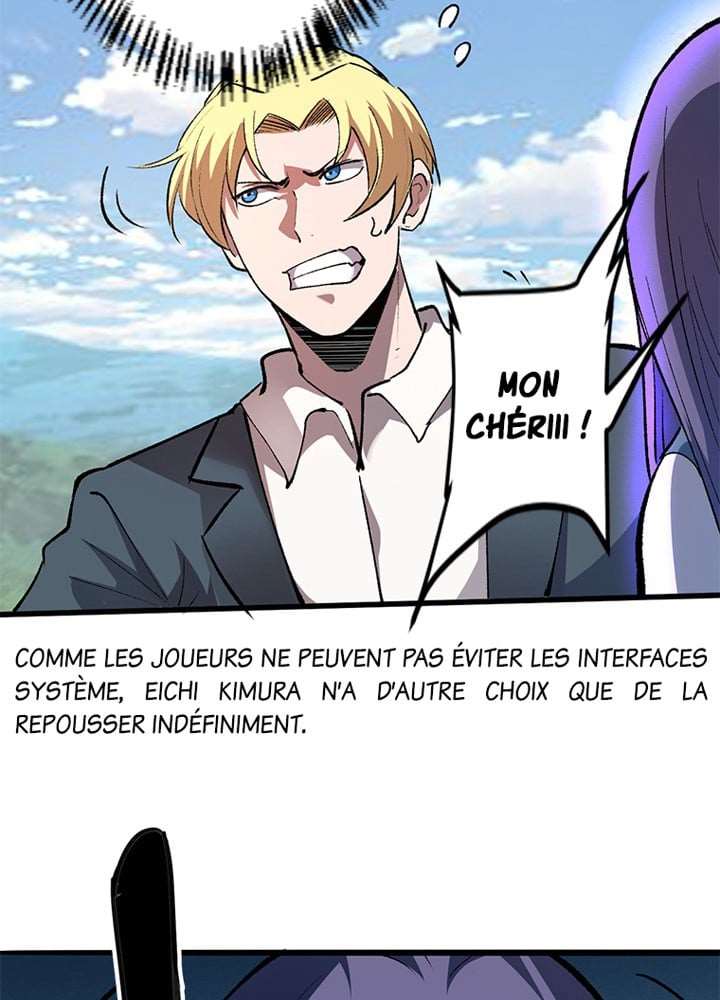 MON
CHÉRIII !
COMME LES JOUEURS NE PEUVENT PAS ÉVITER LES INTERFACES
SYSTÈME, EICHI KIMURA N'A D'AUTRE CHOIX QUE DE LA
REPOUSSER INDÉFINIMENT.